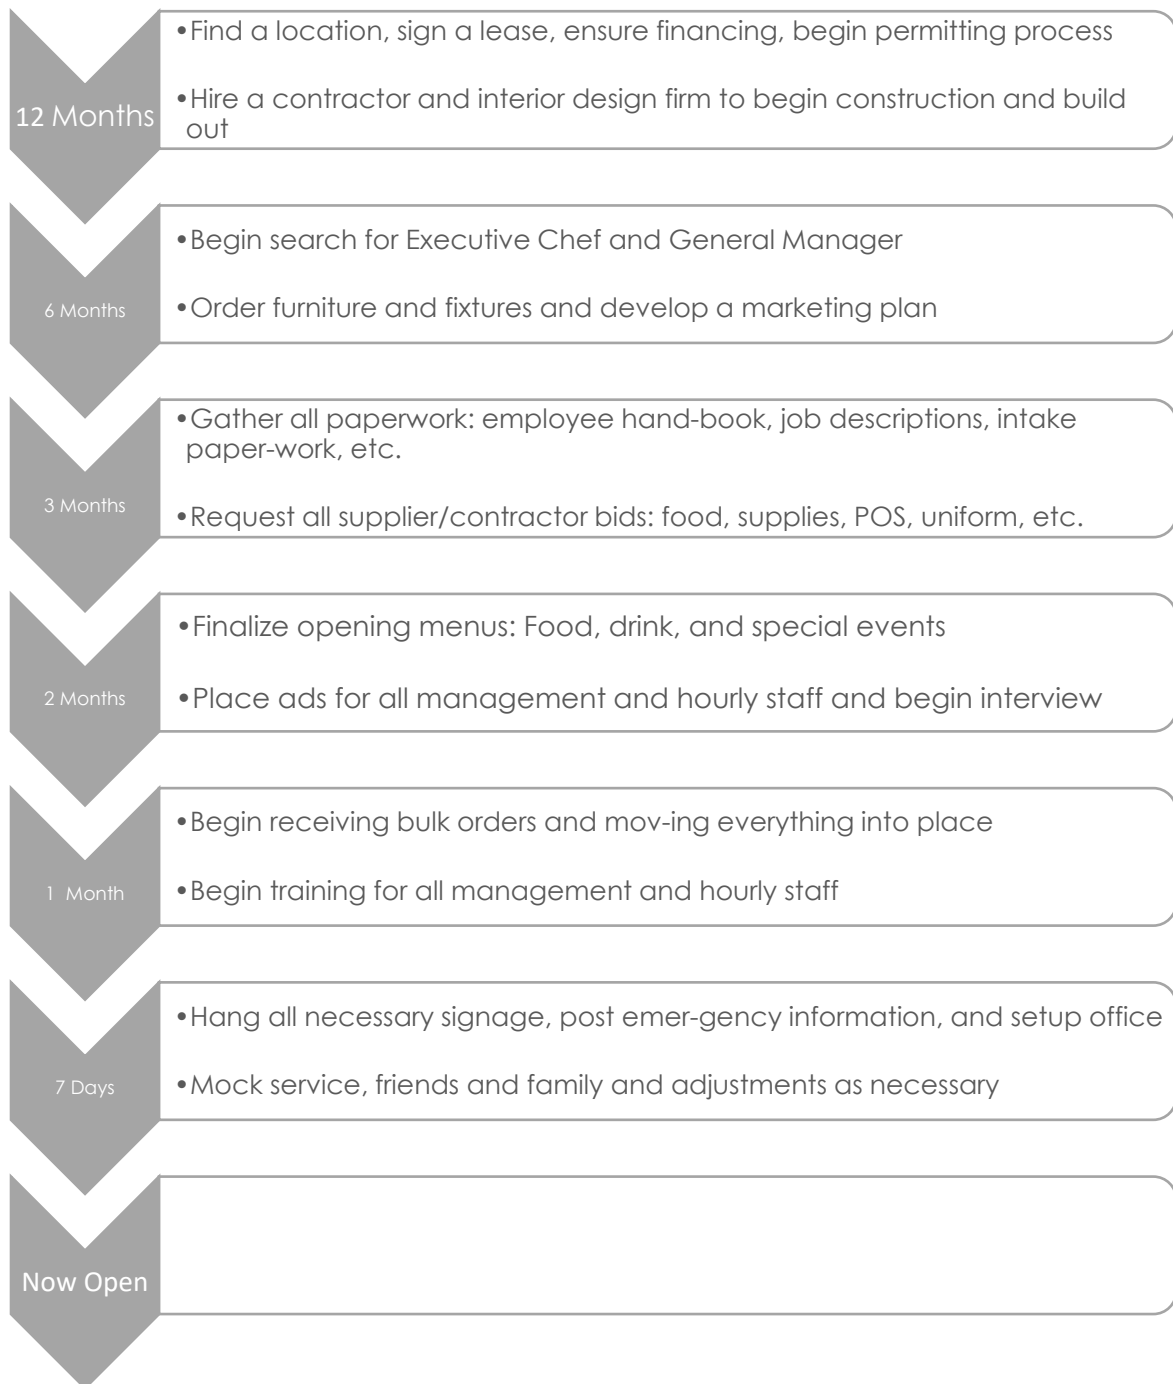 12 Months
•Find a location, sign a lease, ensure financing, begin permitting process
•Hire a contractor and interior design firm to begin construction and build
out
6 Months
•Begin search for Executive Chef and General Manager
•Order furniture and fixtures and develop a marketing plan
3 Months
•Gather all paperwork: employee hand-book, job descriptions, intake
paper-work, etc.
•Request all supplier/contractor bids: food, supplies, POS, uniform, etc.
2 Months
•Finalize opening menus: Food, drink, and special events
•Place ads for all management and hourly staff and begin interview
1 Month
•Begin receiving bulk orders and mov-ing everything into place
•Begin training for all management and hourly staff
7 Days
•Hang all necessary signage, post emer-gency information, and setup office
•Mock service, friends and family and adjustments as necessary
Now Open